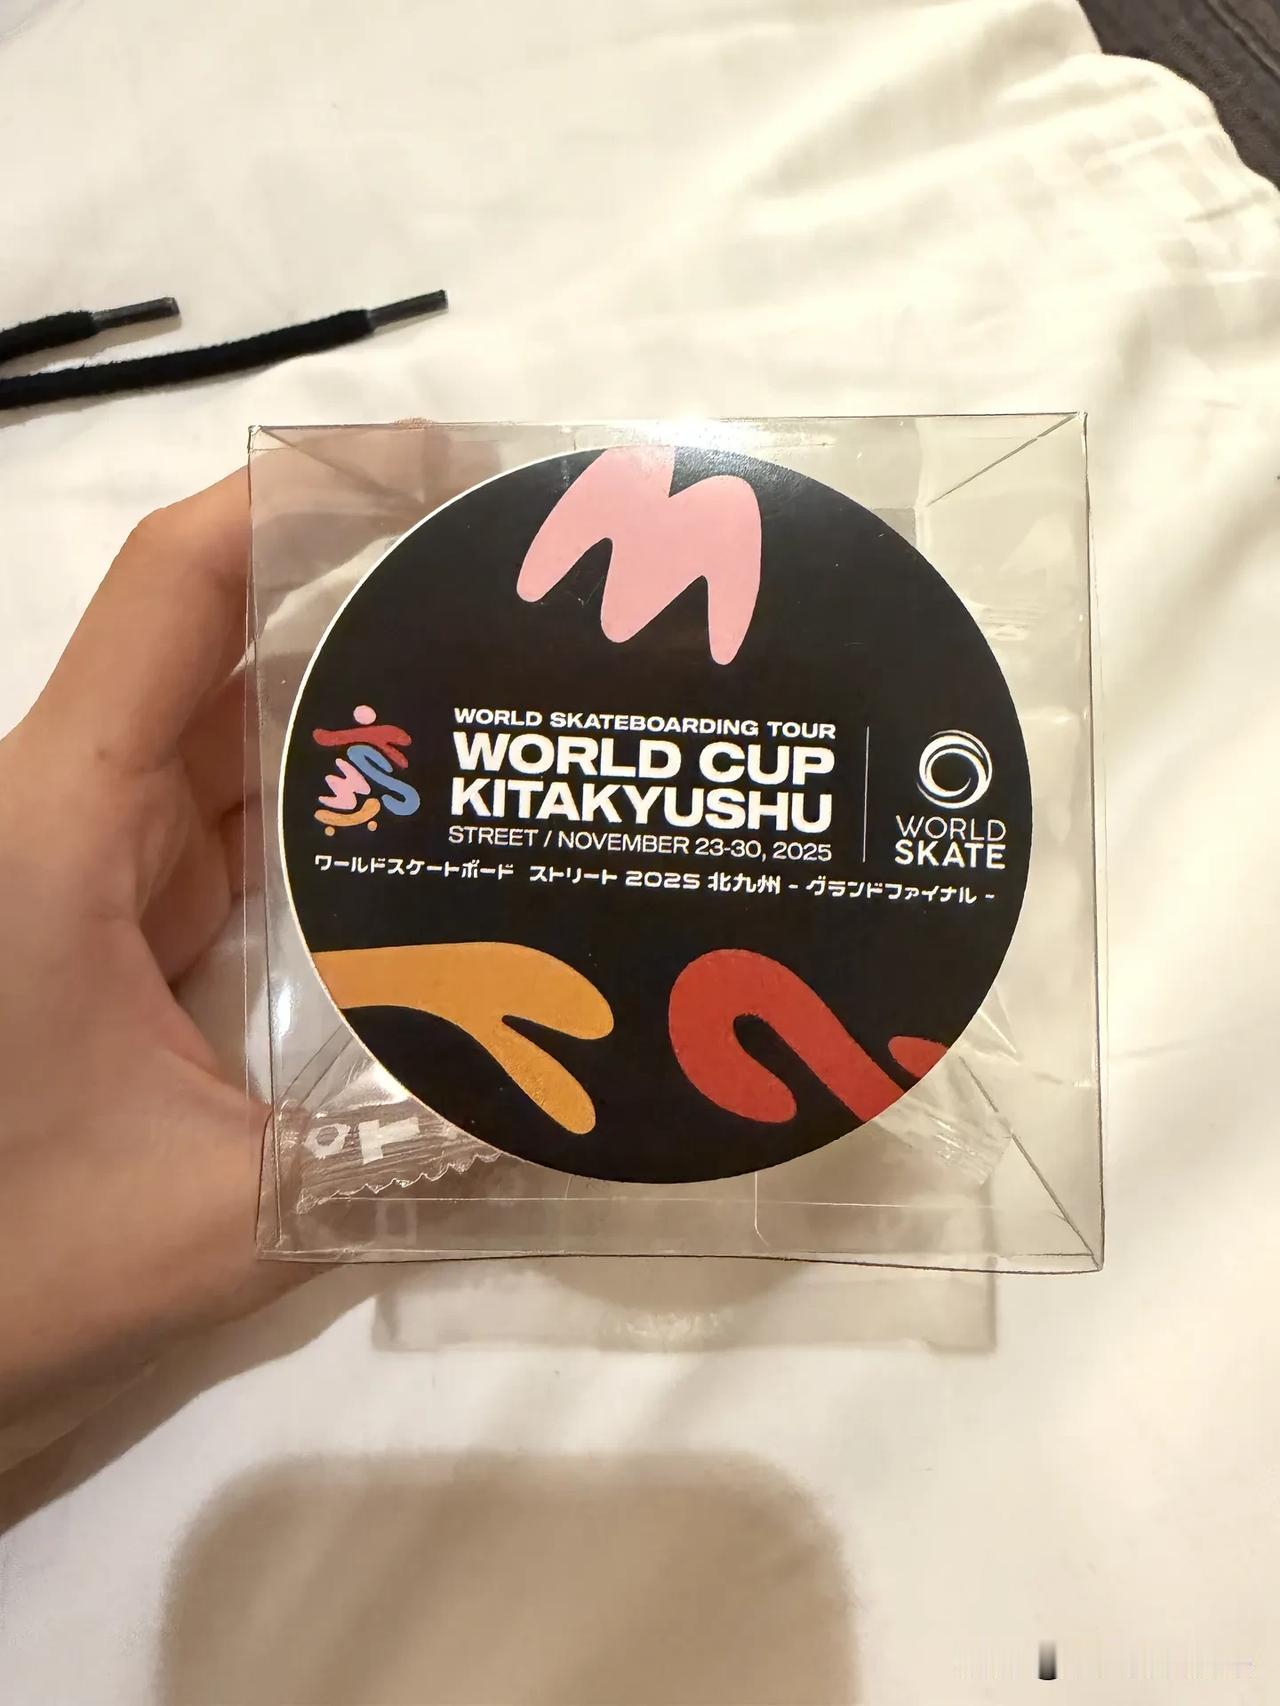 WORLD SKATEBOARDING TOUR
WORLD CUP
KITAKYUSHU
STREET / NOVEMBER 23-30, 2025
WORLD
SKATE
ワールドスケートボード ストリート 2025 北九州 - グランドファイナル -